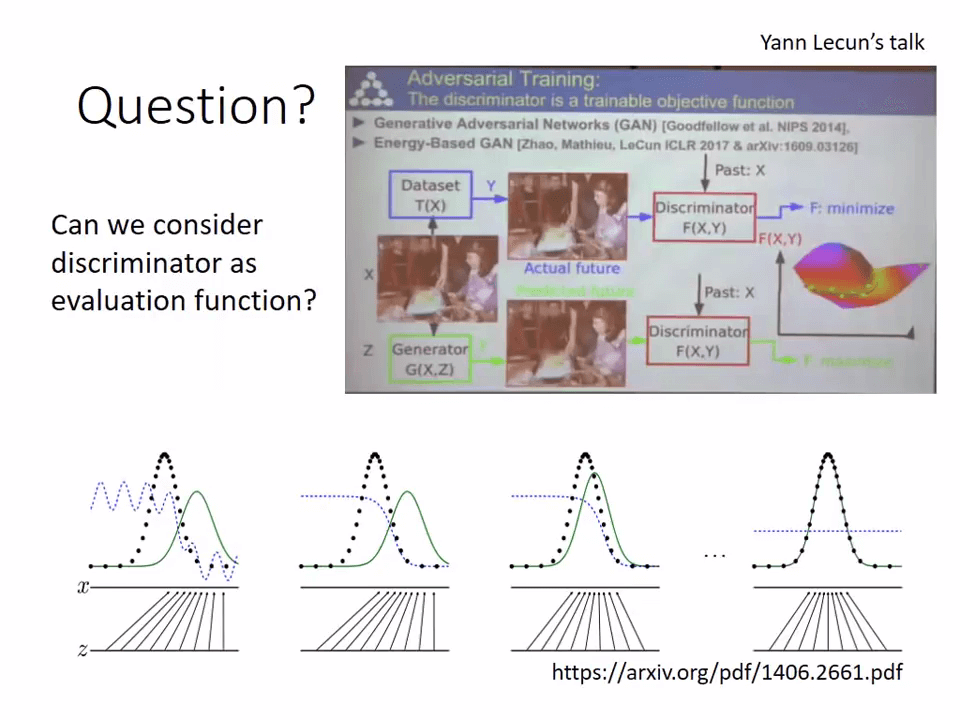 Yann Lecun's talk
Question?
Can we consider
discriminator as
evaluation function?
Adversarial Training:
The discriminator is a trainable objective function
Generative Adversarial Networks (GAN) [Goodfellow et al. NIPS 2014],
Energy-Based GAN [Zhao, Mathieu, LeCun ICLR 2017 & arXiv:1609.03126]
Past: X
Dataset
T(X)
Y
Discriminator
F(X,Y)
F: minimize
F(X,Y)
X
Actual future
Predicted future
Past: X
Z
Generator
G(X,Z)
Discriminator
F(X,Y)
F: maximize
...
x
z
https://arxiv.org/pdf/1406.2661.pdf